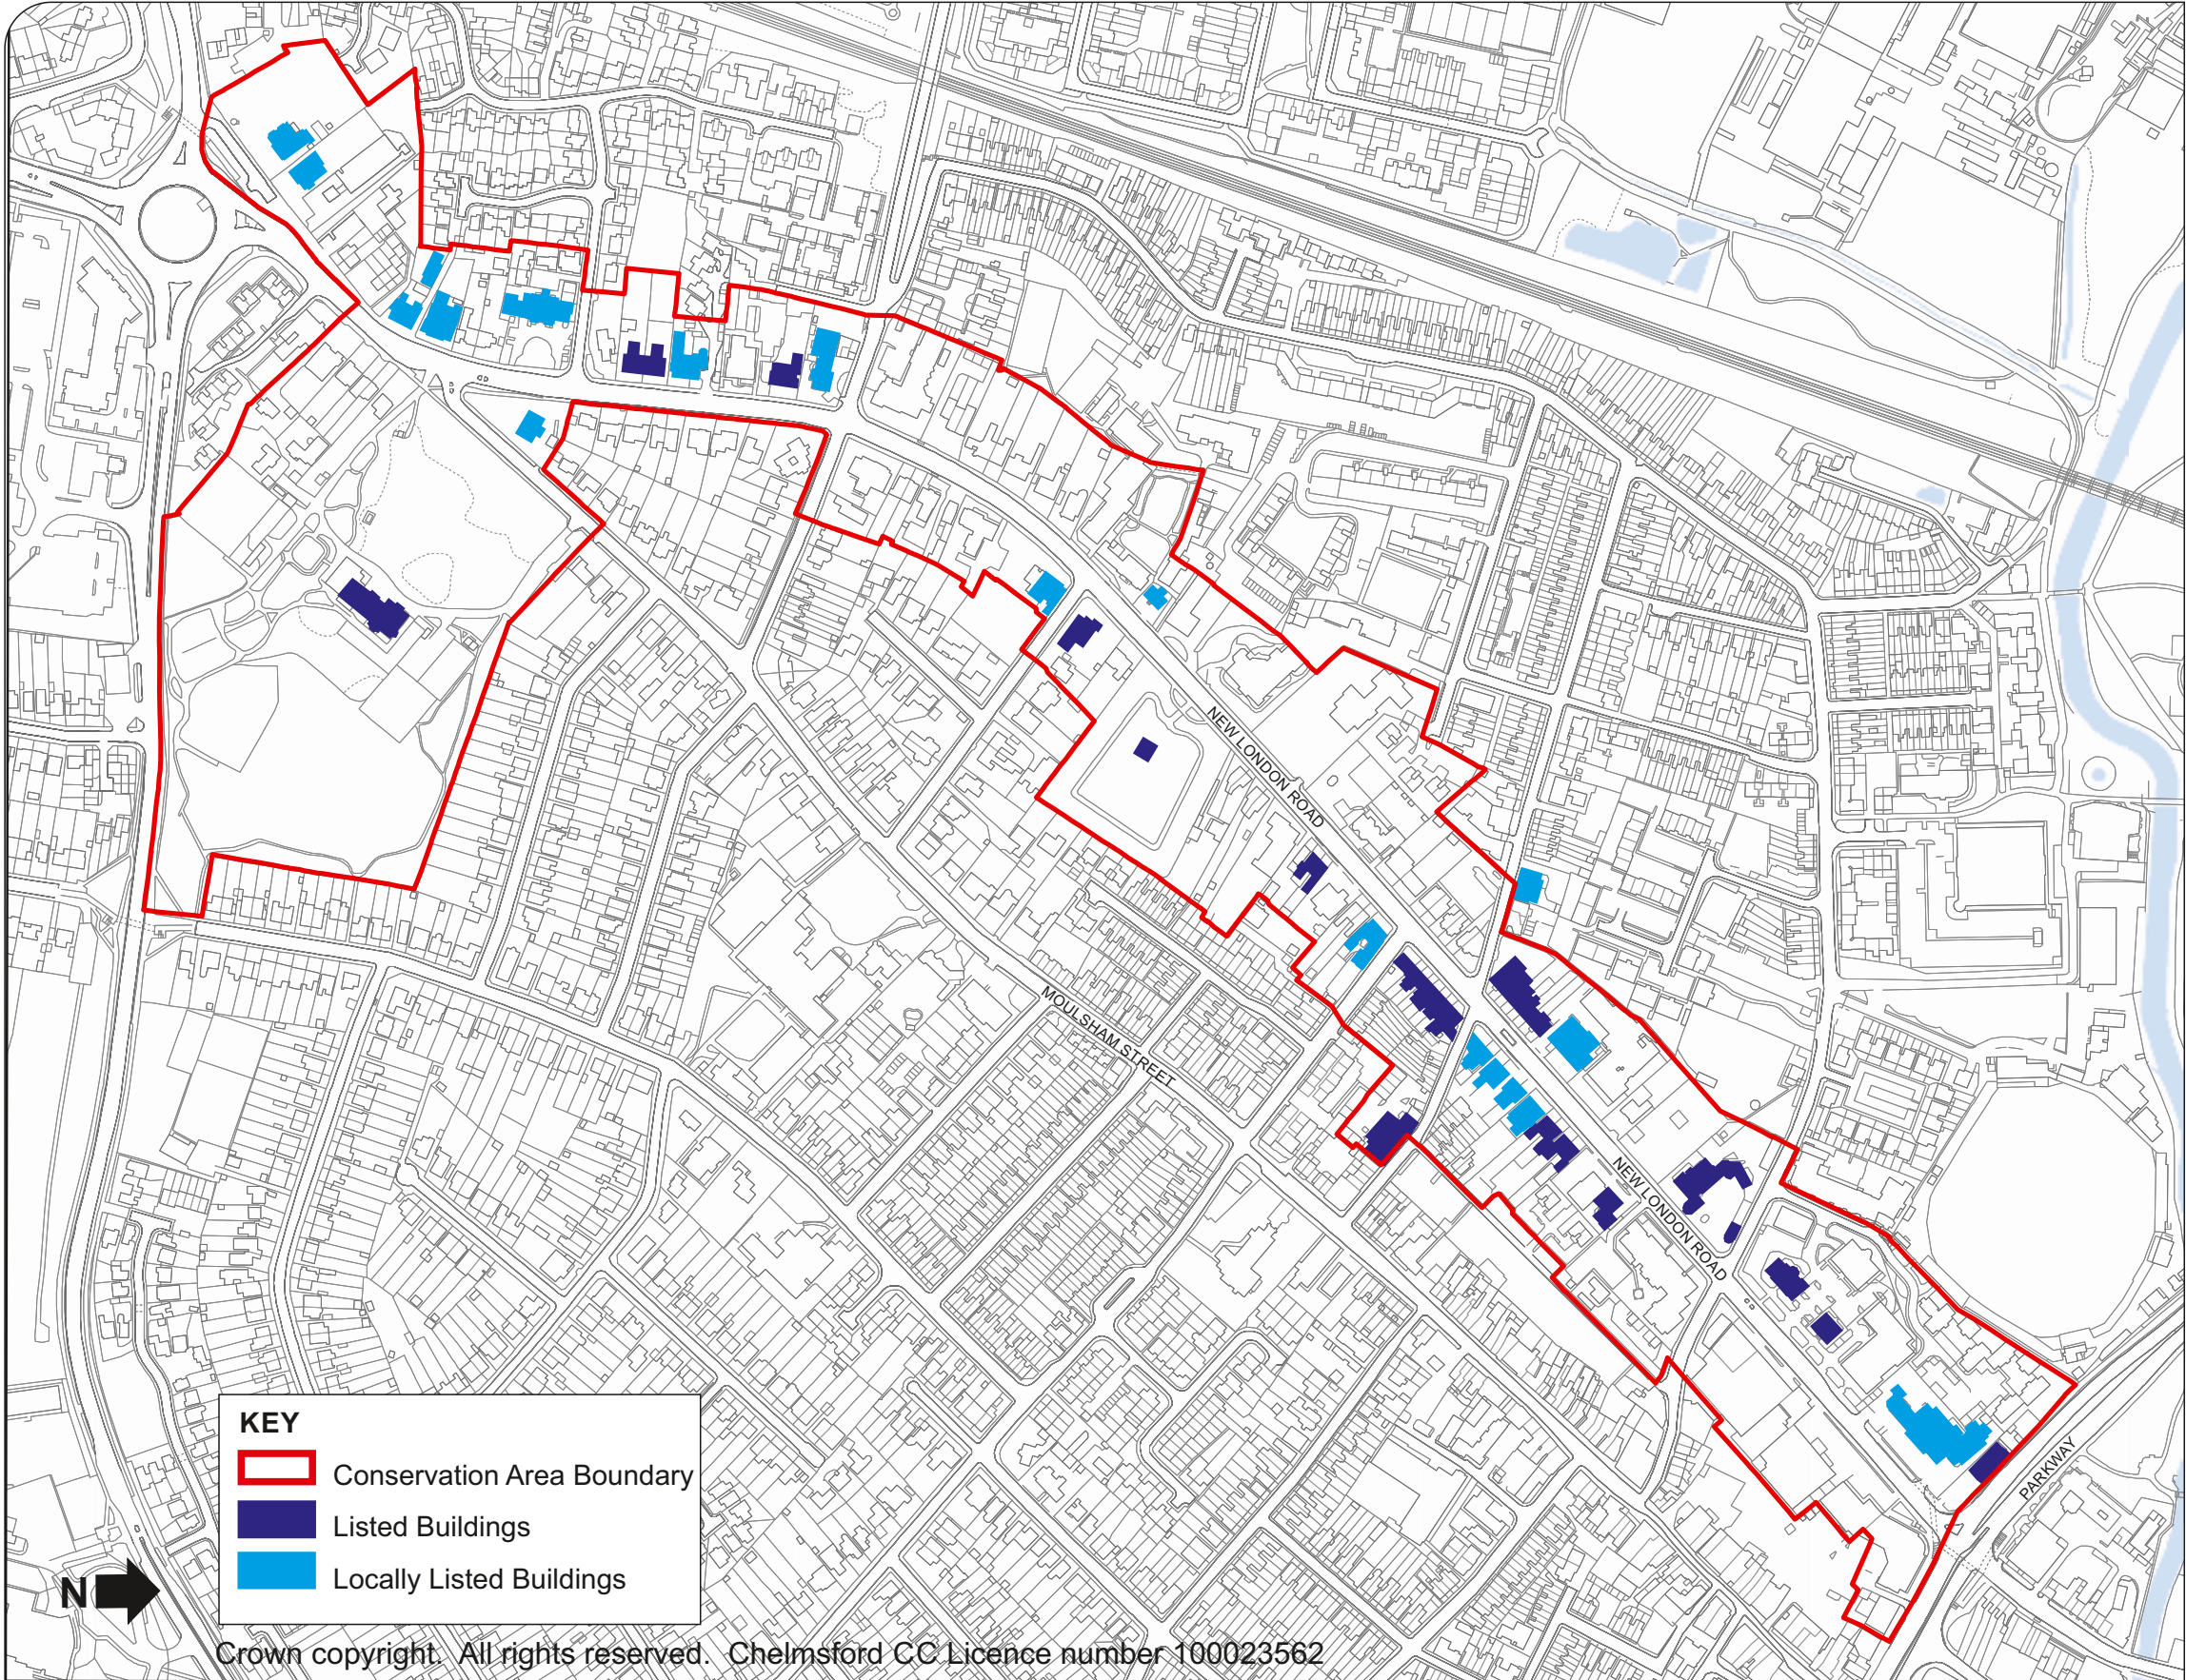 NEW LONDON ROAD
MOULSHAM STREET
NEW LONDON ROAD
PARKWAY
KEY
Conservation Area Boundary
Listed Buildings
Locally Listed Buildings
N
Crown copyright. All rights reserved. Chelmsford CC Licence number 100023562